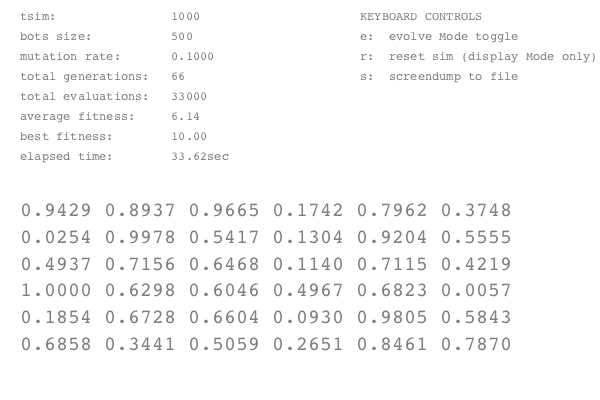 tsim: 1000 KEYBOARD CONTROLS
bots size: 500 e: evolve Mode toggle
mutation rate: 0.1000 r: reset sim (display Mode only)
total generations: 66 s: screendump to file
total evaluations: 33000
average fitness: 6.14
best fitness: 10.00
elapsed time: 33.62sec
0.9429 0.8937 0.9665 0.1742 0.7962 0.3748
0.0254 0.9978 0.5417 0.1304 0.9204 0.5555
0.4937 0.7156 0.6468 0.1140 0.7115 0.4219
1.0000 0.6298 0.6046 0.4967 0.6823 0.0057
0.1854 0.6728 0.6604 0.0930 0.9805 0.5843
0.6858 0.3441 0.5059 0.2651 0.8461 0.7870